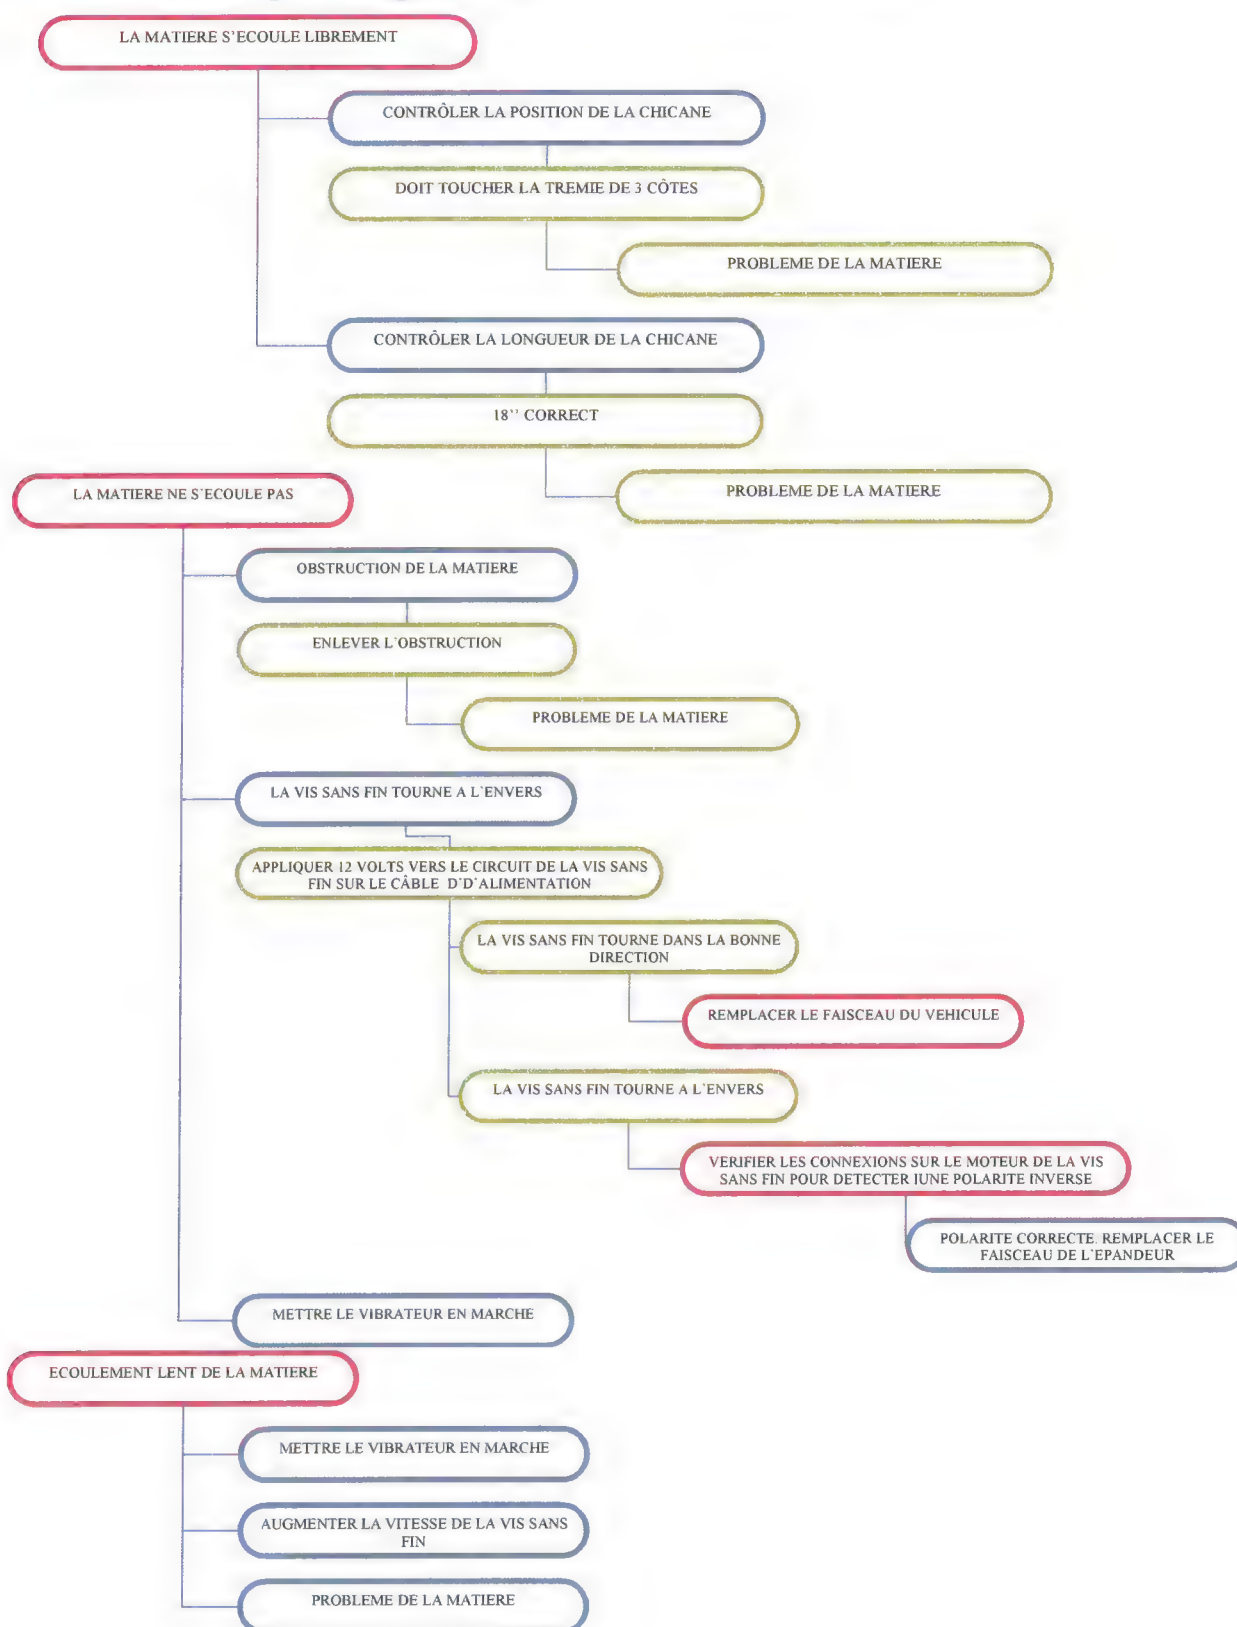 LA MATIERE S'ECOULE LIBREMENT
CONTRÔLER LA POSITION DE LA CHICANE
DOIT TOUCHER LA TREMIE DE 3 CÔTES
PROBLEME DE LA MATIERE
CONTRÔLER LA LONGUEUR DE LA CHICANE
18'' CORRECT
PROBLEME DE LA MATIERE
LA MATIERE NE S'ECOULE PAS
OBSTRUCTION DE LA MATIERE
ENLEVER L'OBSTRUCTION
PROBLEME DE LA MATIERE
LA VIS SANS FIN TOURNE A L'ENVERS
APPLIQUER 12 VOLTS VERS LE CIRCUIT DE LA VIS SANS
FIN SUR LE CÂBLE D'D'ALIMENTATION
LA VIS SANS FIN TOURNE DANS LA BONNE
DIRECTION
REMPLACER LE FAISCEAU DU VEHICULE
LA VIS SANS FIN TOURNE A L'ENVERS
VERIFIER LES CONNEXIONS SUR LE MOTEUR DE LA VIS
SANS FIN POUR DETECTER IUNE POLARITE INVERSE
POLARITE CORRECTE. REMPLACER LE
FAISCEAU DE L'EPANDEUR
METTRE LE VIBRATEUR EN MARCHE
ECOULEMENT LENT DE LA MATIERE
METTRE LE VIBRATEUR EN MARCHE
AUGMENTER LA VITESSE DE LA VIS SANS
FIN
PROBLEME DE LA MATIERE